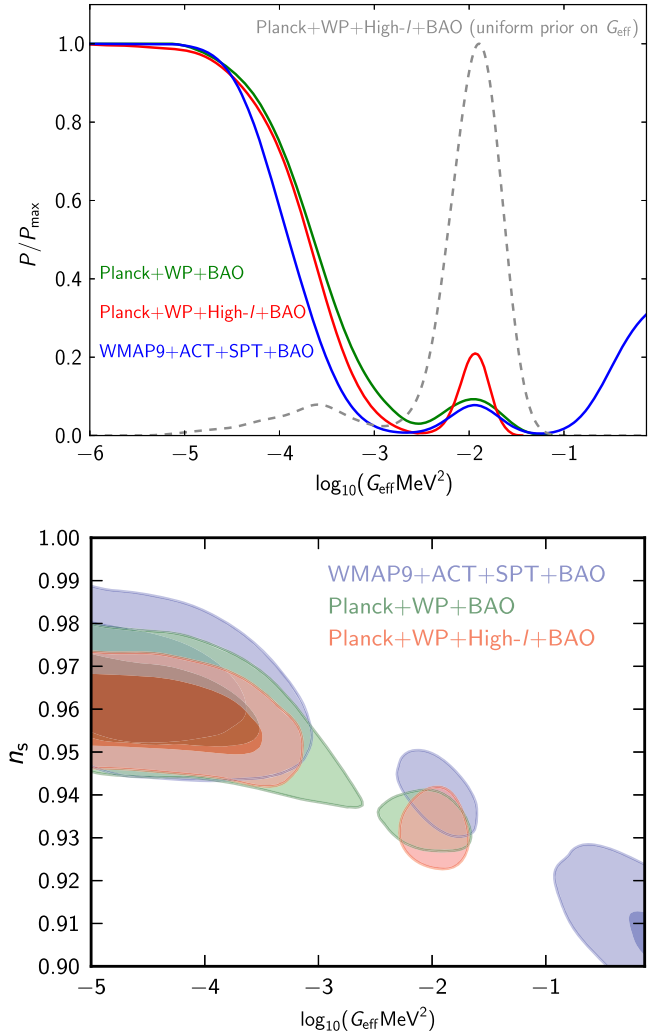 Planck+WP+High-l+BAO (uniform prior on G_eff)
1.0
0.8
0.6
0.4
0.2
0.0
P/P_max
Planck+WP+BAO
Planck+WP+High-l+BAO
WMAP9+ACT+SPT+BAO
−6 −5 −4 −3 −2 −1
log₁₀(G_eff MeV²)
1.00
0.99
0.98
0.97
0.96
0.95
0.94
0.93
0.92
0.91
0.90
n_s
WMAP9+ACT+SPT+BAO
Planck+WP+BAO
Planck+WP+High-l+BAO
−5 −4 −3 −2 −1
log₁₀(G_eff MeV²)